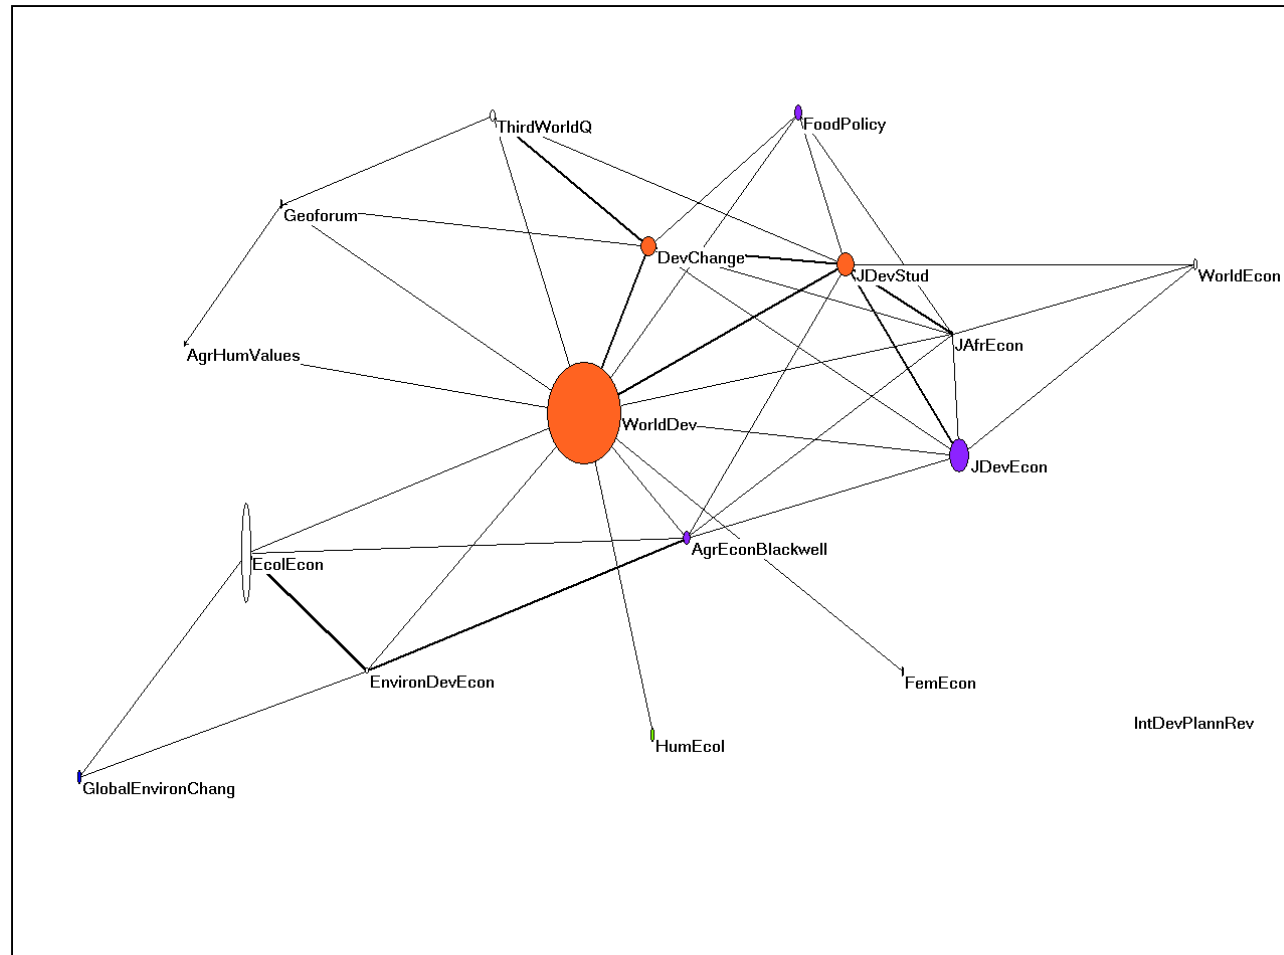 ThirdWorldQ
FoodPolicy
Geoforum
DevChange
JDevStud
WorldEcon
JAfrEcon
AgrHumValues
WorldDev
JDevEcon
AgrEconBlackwell
EcolEcon
EnvironDevEcon
FemEcon
IntDevPlannRev
HumEcol
GlobalEnvironChang